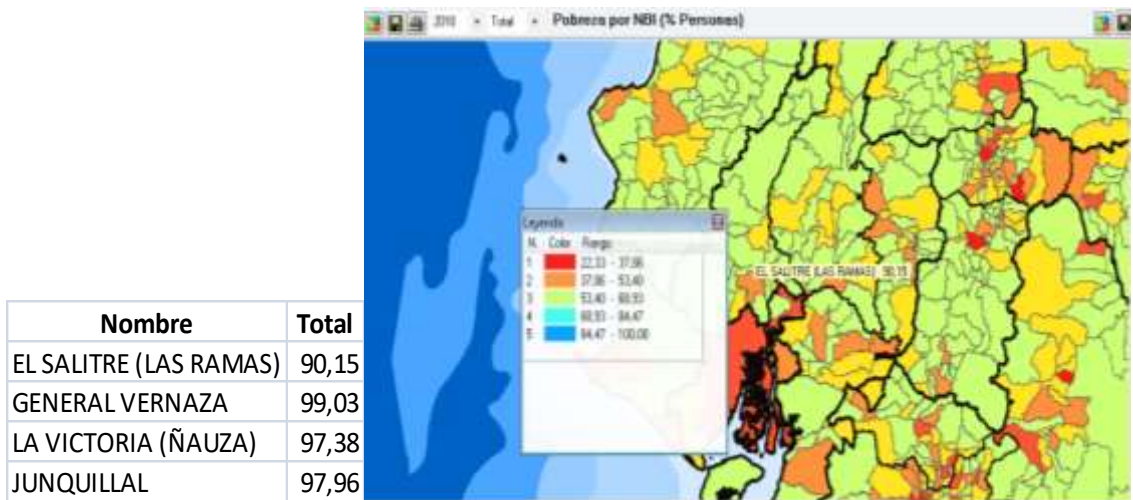 2010 Total Pobreza por NBI (% Personas)
Leyenda
N. Color Rango
1 22,33 - 37,86
2 37,86 - 53,40
3 53,40 - 68,93
4 68,93 - 84,47
5 84,47 - 100,00
EL SALITRE (LAS RAMAS) 90,15
Nombre Total
EL SALITRE (LAS RAMAS) 90,15
GENERAL VERNAZA 99,03
LA VICTORIA (ÑAUZA) 97,38
JUNQUILLAL 97,96